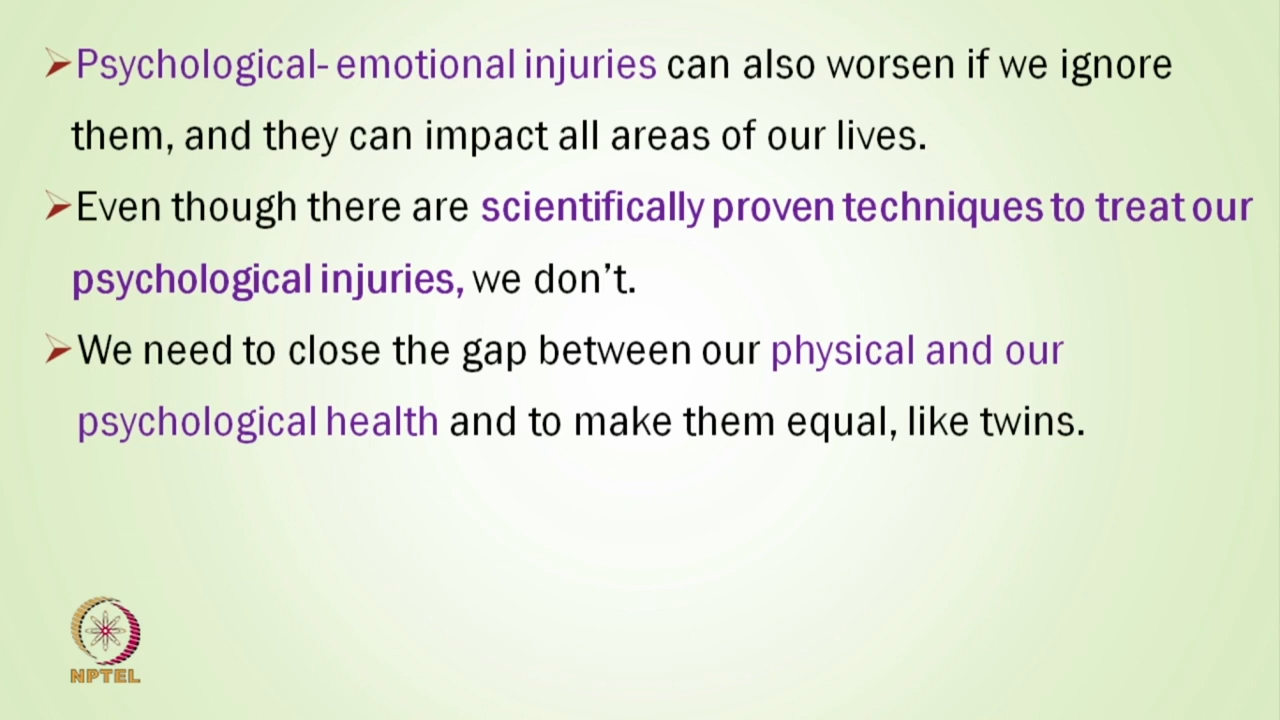 ➢Psychological- emotional injuries can also worsen if we ignore
them, and they can impact all areas of our lives.
➢Even though there are scientifically proven techniques to treat our
psychological injuries, we don’t.
➢We need to close the gap between our physical and our
psychological health and to make them equal, like twins.
NPTEL